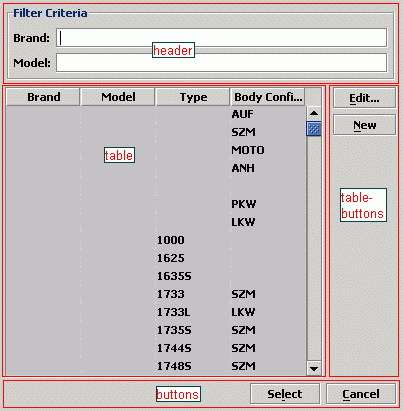 Filter Criteria
Brand:
header
Model:
Brand Model Type Body Confi... Edit...
AUF
New
SZM
MOTO
table
ANH
PKW
table-
buttons
LKW
1000
1625
1635S
1733 SZM
1733L LKW
1735S SZM
1744S SZM
1748S SZM
buttons Select Cancel